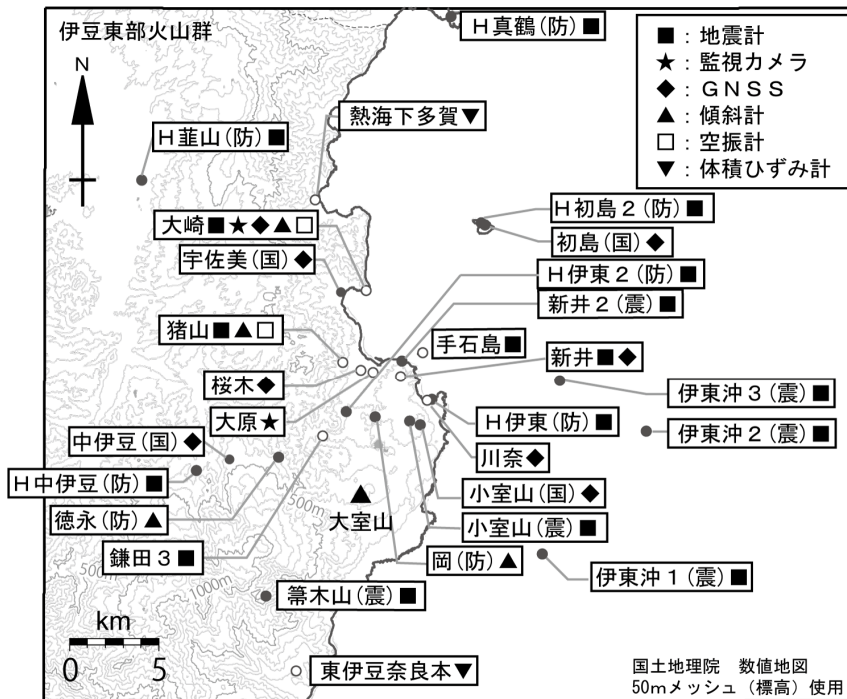 伊豆東部火山群
N
H真鶴(防)■
■：地震計
★：監視カメラ
◆：GNSS
▲：傾斜計
□：空振計
▼：体積ひずみ計
熱海下多賀▼
H韮山(防)■
大崎■★◆▲□
宇佐美(国)◆
H初島2(防)■
初島(国)◆
H伊東2(防)■
新井2(震)■
猪山■▲□
手石島■
新井■◆
桜木◆
大原★
伊東沖3(震)■
中伊豆(国)◆
H伊東(防)■
伊東沖2(震)■
川奈◆
H中伊豆(防)■
500m
小室山(国)◆
徳永(防)▲
大室山
小室山(震)■
鎌田3■
岡(防)▲
500m
1000m
伊東沖1(震)■
箒木山(震)■
km
0 5
東伊豆奈良本▼
国土地理院　数値地図
50mメッシュ（標高）使用